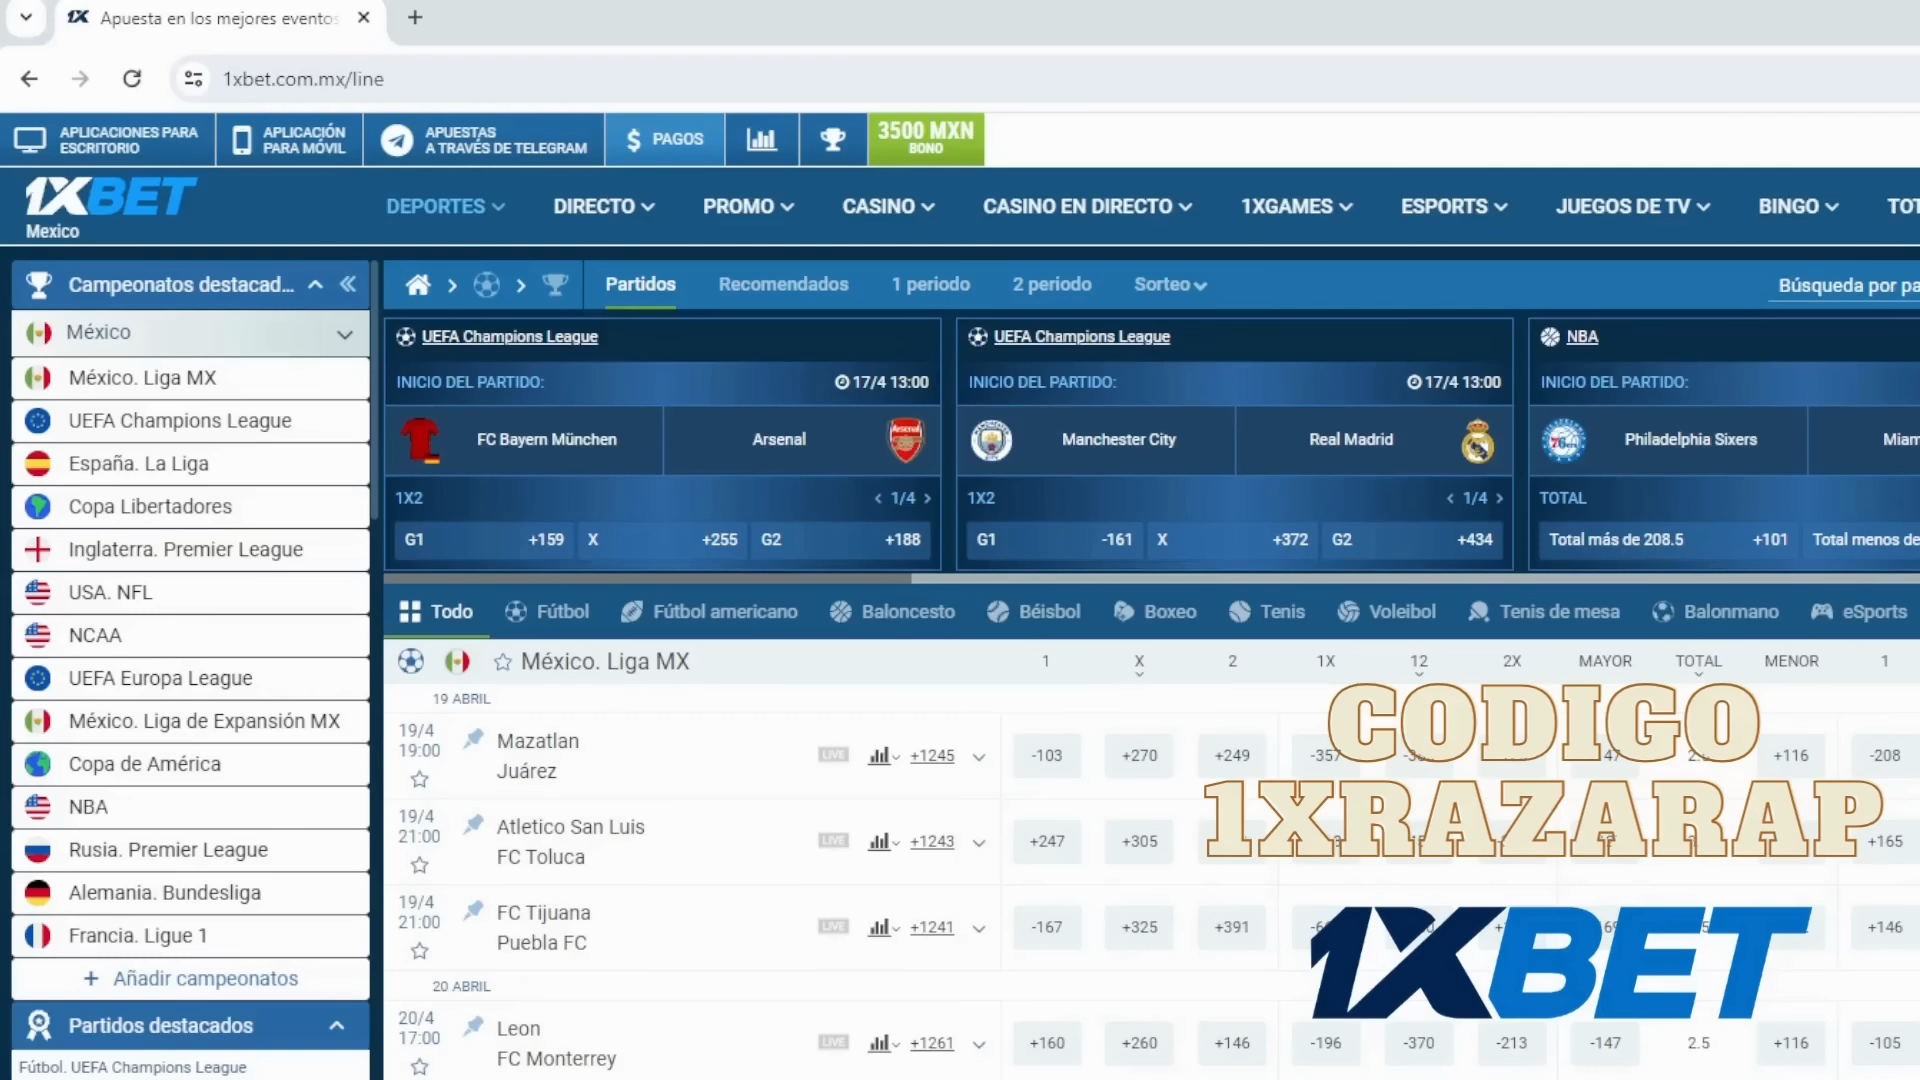 1X Apuesta en los mejores eventos
1xbet.com.mx/line
APLICACIONES PARA
ESCRITORIO
APLICACIÓN
PARA MÓVIL
APUESTAS
A TRAVÉS DE TELEGRAM
$ PAGOS
3500 MXN
BONO
1XBET
Mexico
DEPORTES DIRECTO PROMO CASINO CASINO EN DIRECTO 1XGAMES ESPORTS JUEGOS DE TV BINGO
Campeonatos destacad...
México
México. Liga MX
UEFA Champions League
España. La Liga
Copa Libertadores
Inglaterra. Premier League
USA. NFL
NCAA
UEFA Europa League
México. Liga de Expansión MX
Copa de América
NBA
Rusia. Premier League
Alemania. Bundesliga
Francia. Ligue 1
+ Añadir campeonatos
Partidos destacados
Fútbol. UEFA Champions League
Partidos Recomendados 1 periodo 2 periodo Sorteo Búsqueda por
UEFA Champions League
INICIO DEL PARTIDO: 17/4 13:00
FC Bayern München Arsenal
1X2 < 1/4 >
G1 +159 X +255 G2 +188
UEFA Champions League
INICIO DEL PARTIDO: 17/4 13:00
Manchester City Real Madrid
1X2 < 1/4 >
G1 -161 X +372 G2 +434
NBA
INICIO DEL PARTIDO:
Philadelphia Sixers
TOTAL
Total más de 208.5 +101 Total menos de
Todo Fútbol Fútbol americano Baloncesto Béisbol Boxeo Tenis Voleibol Tenis de mesa Balonmano eSports
México. Liga MX 1 X 2 1X 12 2X MAYOR TOTAL MENOR 1
19 ABRIL
19/4
19:00
Mazatlan
Juárez
LIVE +1245 -103 +270 +249 -357 +116 -208
19/4
21:00
Atletico San Luis
FC Toluca
LIVE +1243 +247 +305 +165
19/4
21:00
FC Tijuana
Puebla FC
LIVE +1241 -167 +325 +391 +146
20 ABRIL
20/4
17:00
Leon
FC Monterrey
LIVE +1261 +160 +260 +146 -196 -370 -213 -147 2.5 +116 -105
CODIGO
1XRAZARAP
1XBET